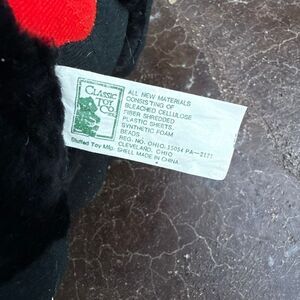 CLASSIC
TOY
CO.
ALL NEW MATERIALS
CONSISTING OF
BLEACHED CELLULOSE
FIBER SHREDDED
PLASTIC SHEETS,
SYNTHETIC FOAM
BEADS
REG. NO. OHIO. 15054 PA-2171
Stuffed Toy Mfg. CLEVELAND, OHIO
SHELL MADE IN CHINA